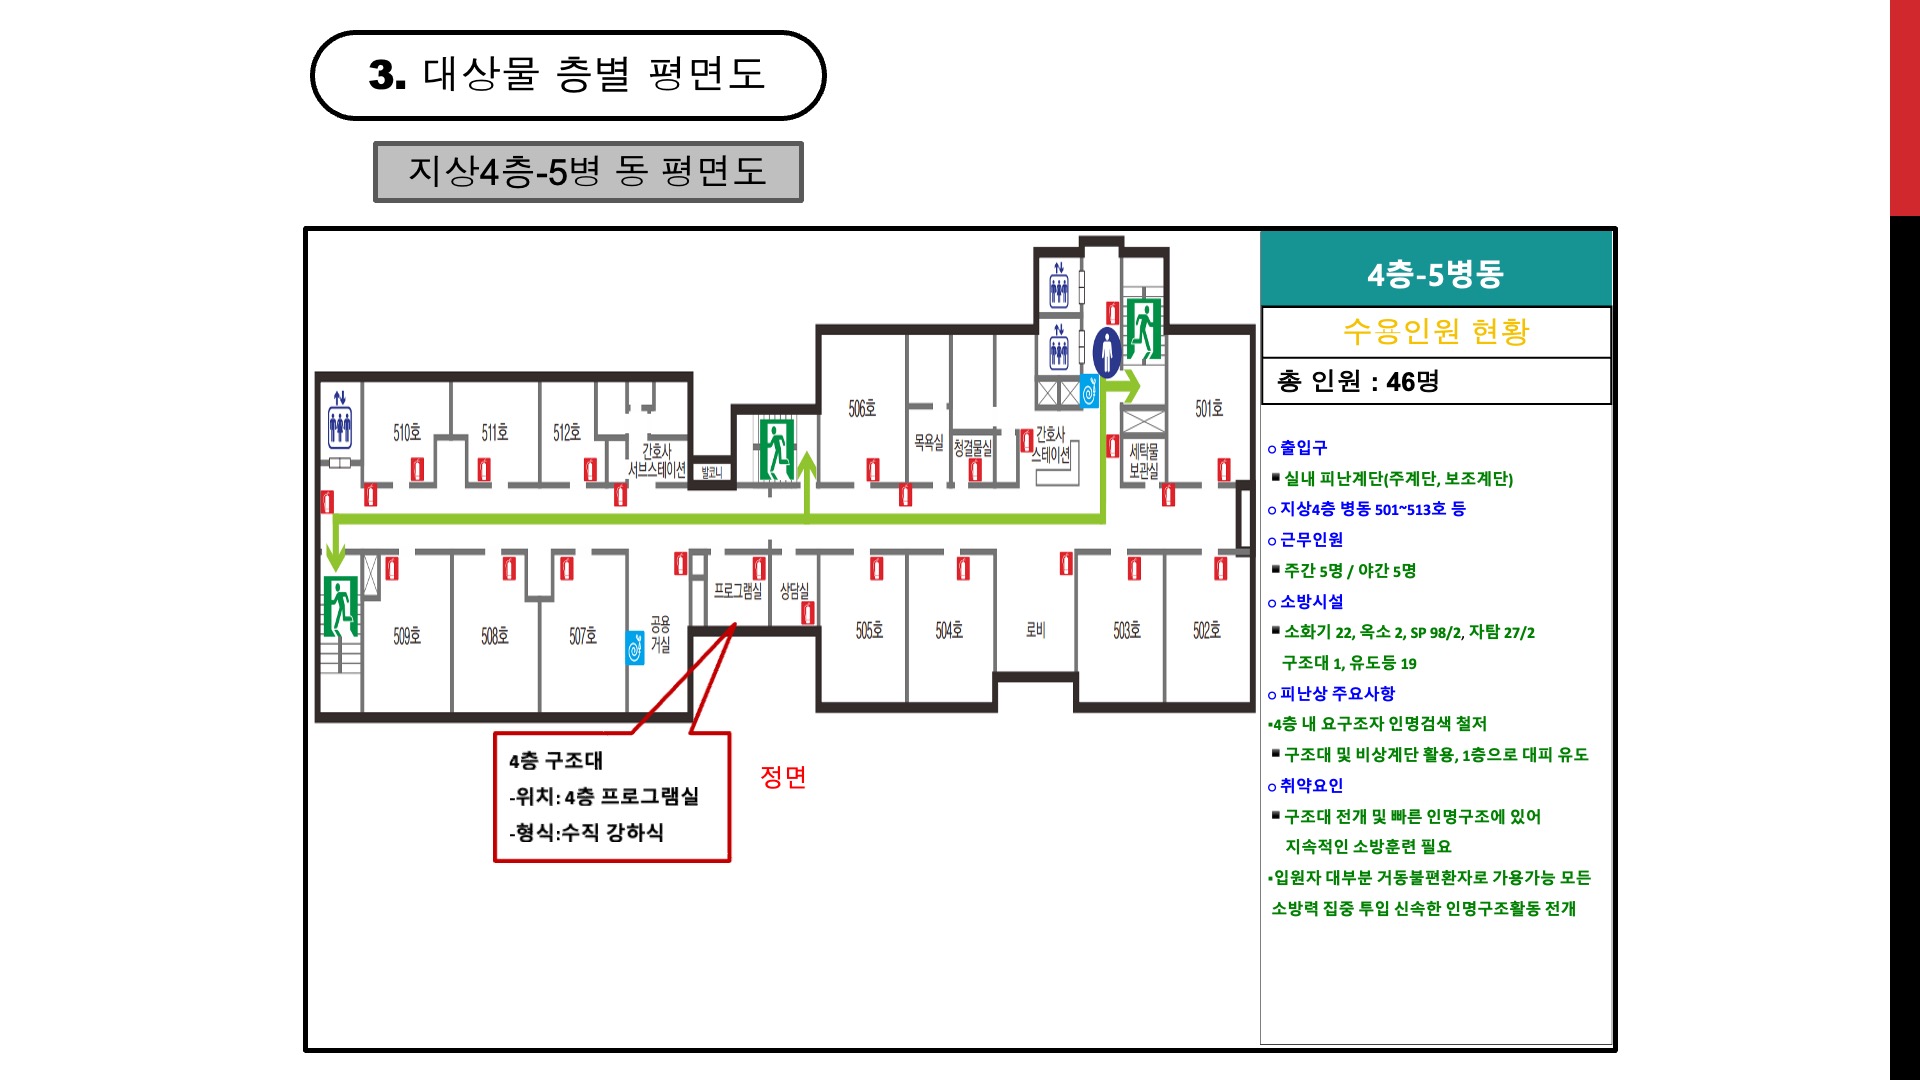 3. 대상물 층별 평면도
지상4층-5병 동 평면도
4층-5병동
수용인원 현황
총 인원 : 46명
○ 출입구
▪ 실내 피난계단(주계단, 보조계단)
○ 지상4층 병동 501~513호 등
○ 근무인원
▪ 주간 5명 / 야간 5명
○ 소방시설
▪ 소화기 22, 옥소 2, SP 98/2, 자탐 27/2
구조대 1, 유도등 19
○ 피난상 주요사항
▪4층 내 요구조자 인명검색 철저
▪ 구조대 및 비상계단 활용, 1층으로 대피 유도
○ 취약요인
▪ 구조대 전개 및 빠른 인명구조에 있어
지속적인 소방훈련 필요
▪입원자 대부분 거동불편환자로 가용가능 모든
소방력 집중 투입 신속한 인명구조활동 전개
510호
511호
512호
간호사
서브스테이션
발코니
506호
목욕실
청결물실
간호사
스테이션
세탁물
보관실
501호
509호
508호
507호
공용
거실
프로그램실
상담실
505호
504호
로비
503호
502호
4층 구조대
-위치: 4층 프로그램실
-형식:수직 강하식
정면